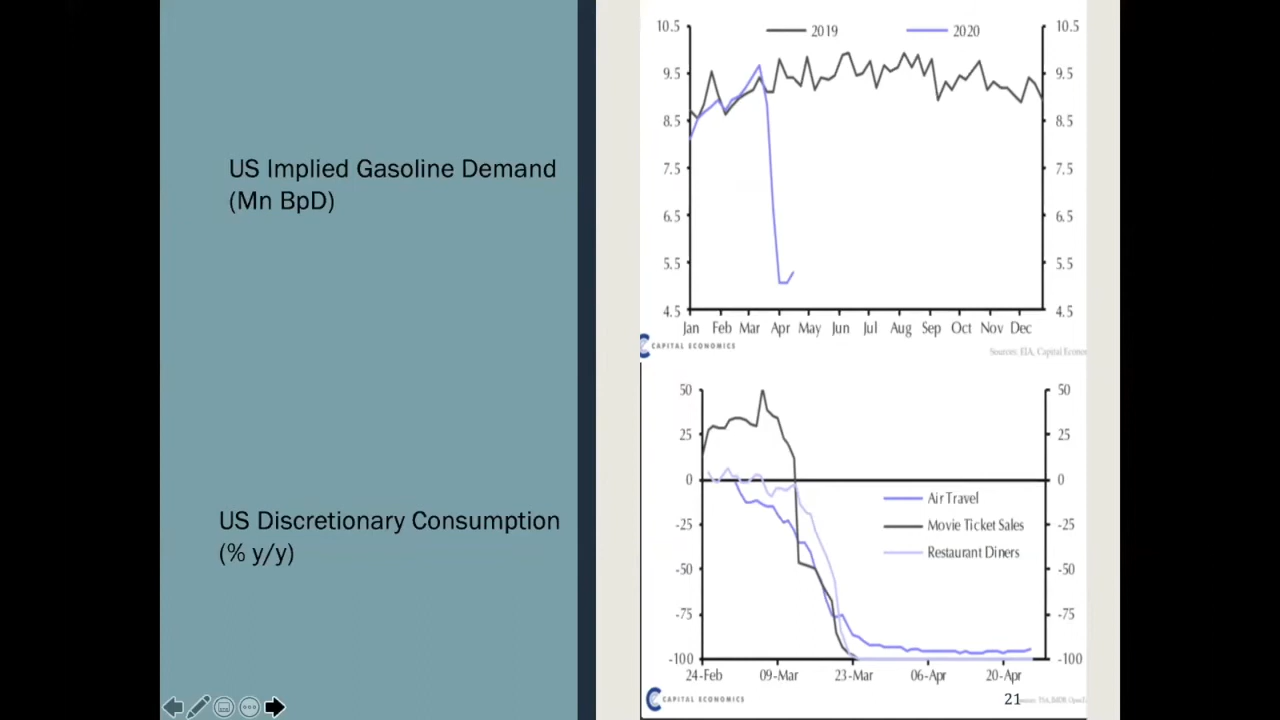 US Implied Gasoline Demand
(Mn BpD)
US Discretionary Consumption
(% y/y)
2019 2020
10.5 10.5
9.5 9.5
8.5 8.5
7.5 7.5
6.5 6.5
5.5 5.5
4.5 4.5
Jan Feb Mar Apr May Jun Jul Aug Sep Oct Nov Dec
CAPITAL ECONOMICS
Sources: EIA, Capital Econo
50 50
25 25
0 0
Air Travel
-25 Movie Ticket Sales -25
Restaurant Diners
-50 -50
-75 -75
-100 -100
24-Feb 09-Mar 23-Mar 06-Apr 20-Apr
CAPITAL ECONOMICS
21